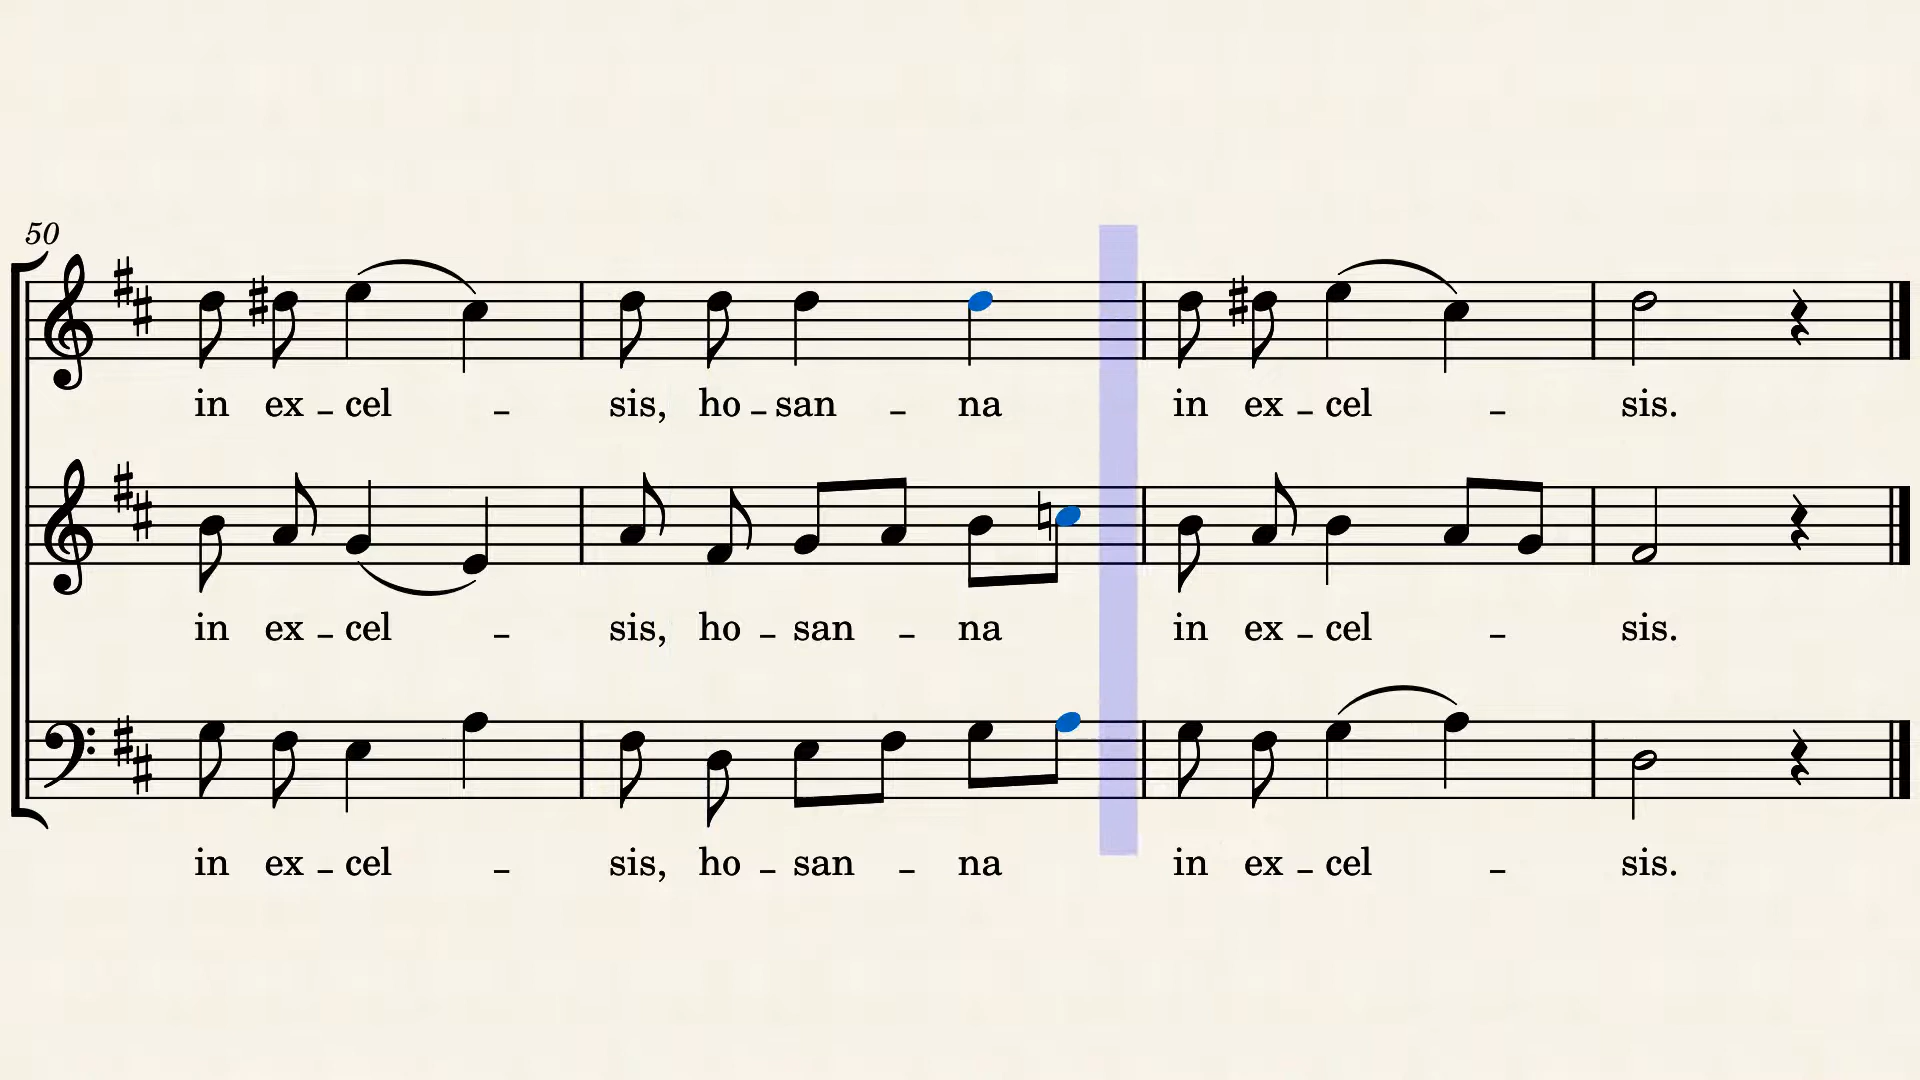 50
in ex - cel - sis, ho - san - na in ex - cel - sis.
in ex - cel - sis, ho - san - na in ex - cel - sis.
in ex - cel - sis, ho - san - na in ex - cel - sis.